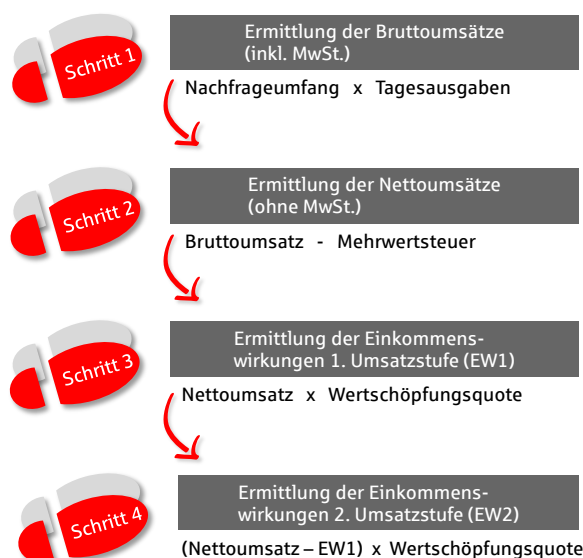 Schritt 1
Ermittlung der Bruttoumsätze
(inkl. MwSt.)
Nachfrageumfang x Tagesausgaben
Schritt 2
Ermittlung der Nettoumsätze
(ohne MwSt.)
Bruttoumsatz - Mehrwertsteuer
Schritt 3
Ermittlung der Einkommens-
wirkungen 1. Umsatzstufe (EW1)
Nettoumsatz x Wertschöpfungsquote
Schritt 4
Ermittlung der Einkommens-
wirkungen 2. Umsatzstufe (EW2)
(Nettoumsatz – EW1) x Wertschöpfungsquote